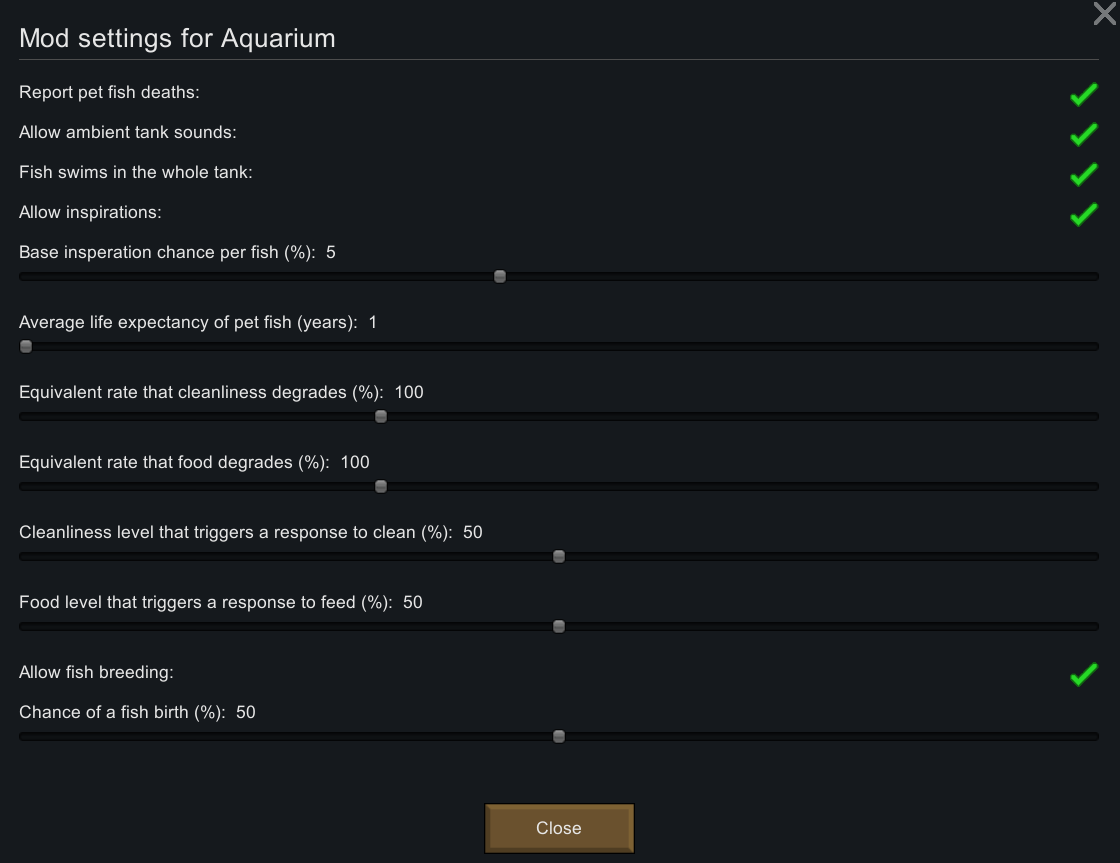 Mod settings for Aquarium
Report pet fish deaths:
Allow ambient tank sounds:
Fish swims in the whole tank:
Allow inspirations:
Base insperation chance per fish (%): 5
Average life expectancy of pet fish (years): 1
Equivalent rate that cleanliness degrades (%): 100
Equivalent rate that food degrades (%): 100
Cleanliness level that triggers a response to clean (%): 50
Food level that triggers a response to feed (%): 50
Allow fish breeding:
Chance of a fish birth (%): 50
Close